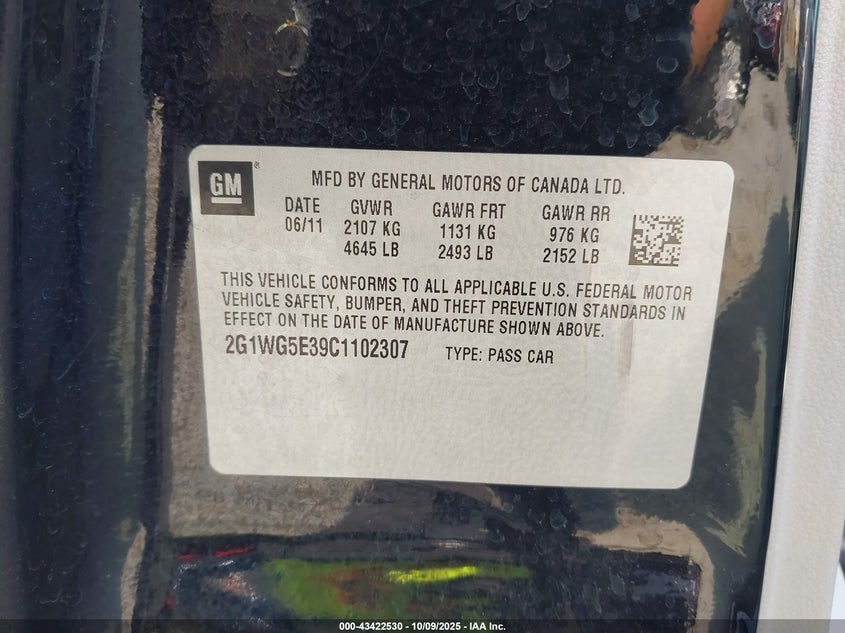 GM ®
MFD BY GENERAL MOTORS OF CANADA LTD.
DATE GVWR GAWR FRT GAWR RR
06/11 2107 KG 1131 KG 976 KG
4645 LB 2493 LB 2152 LB
THIS VEHICLE CONFORMS TO ALL APPLICABLE U.S. FEDERAL MOTOR
VEHICLE SAFETY, BUMPER, AND THEFT PREVENTION STANDARDS IN
EFFECT ON THE DATE OF MANUFACTURE SHOWN ABOVE.
2G1WG5E39C1102307 TYPE: PASS CAR
000-43422530 - 10/09/2025 - IAA Inc.